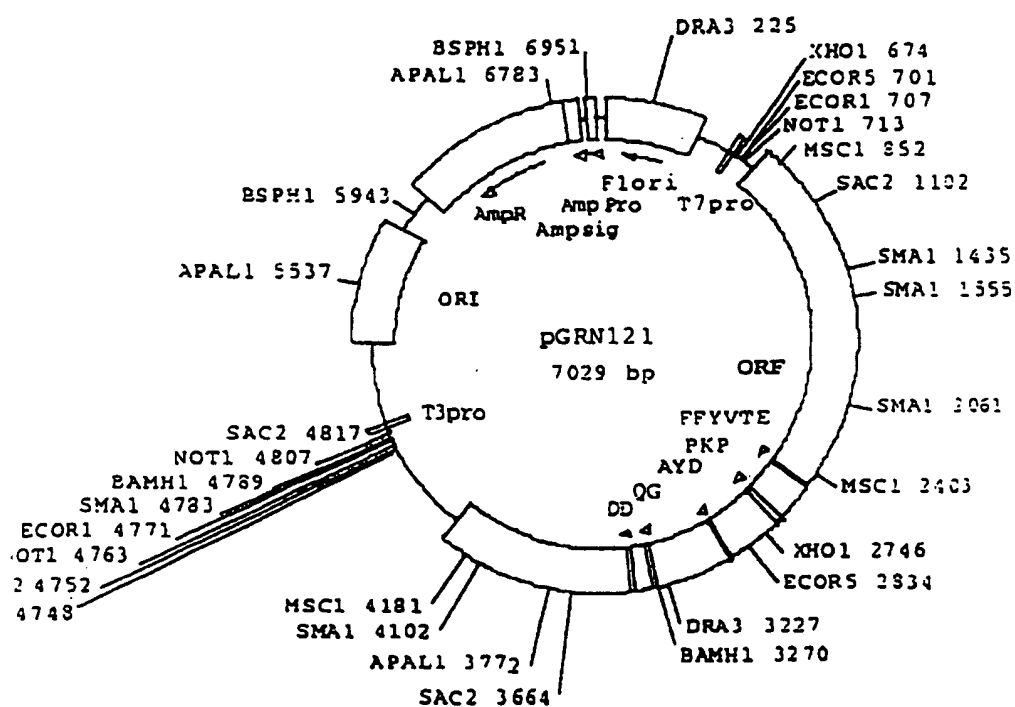 DRA3 225
BSPH1 6951
XHO1 674
APAL1 6783
ECOR5 701
ECOR1 707
NOT1 713
MSC1 852
SAC2 1102
BSPH1 5943
AmpR
Amp Pro
Ampsig
Flori
T7pro
APAL1 5537
SMA1 1435
SMA1 1555
ORI
pGRN121
7029 bp
ORF
T3pro
SMA1 2061
FFYVTE
PKP
AYD
QG
DD
SAC2 4817
NOT1 4807
BAMH1 4789
SMA1 4783
ECOR1 4771
OT1 4763
2 4752
4748
MSC1 2403
XHO1 2746
ECOR5 2834
MSC1 4181
SMA1 4102
DRA3 3227
BAMH1 3270
APAL1 3772
SAC2 3664